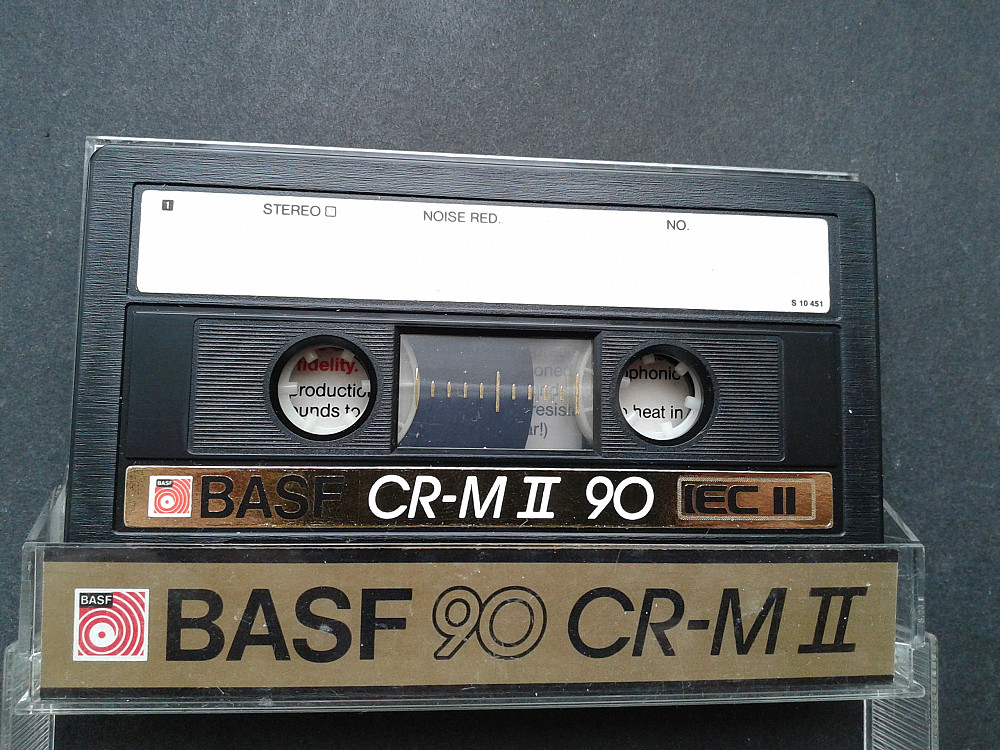 1 STEREO NOISE RED. NO.
S 10 451
fidelity.
roductio
unds to
oned
resis
ar!)
phonic
heat in
BASF BASF CR-M II 90 IEC II
BASF BASF 90 CR-M II